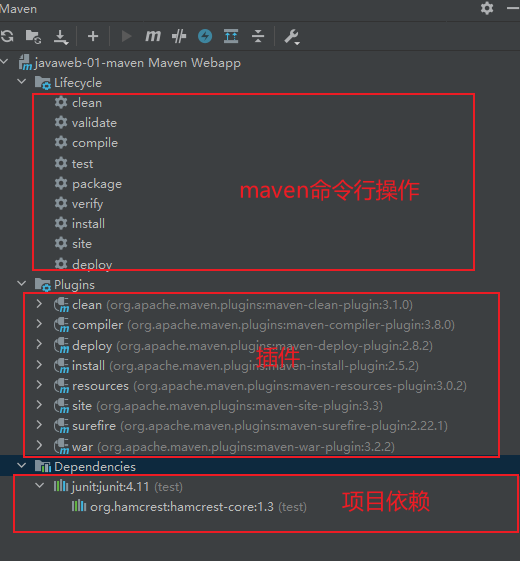 Maven
javaweb-01-maven Maven Webapp
Lifecycle
clean
validate
compile
test
package
verify
install
site
deploy
maven命令行操作
Plugins
clean (org.apache.maven.plugins:maven-clean-plugin:3.1.0)
compiler (org.apache.maven.plugins:maven-compiler-plugin:3.8.0)
deploy (org.apache.maven.plugins:maven-deploy-plugin:2.8.2)
install (org.apache.maven.plugins:maven-install-plugin:2.5.2)
resources (org.apache.maven.plugins:maven-resources-plugin:3.0.2)
site (org.apache.maven.plugins:maven-site-plugin:3.3)
surefire (org.apache.maven.plugins:maven-surefire-plugin:2.22.1)
war (org.apache.maven.plugins:maven-war-plugin:3.2.2)
插件
Dependencies
junit:junit:4.11 (test)
org.hamcrest:hamcrest-core:1.3 (test)
项目依赖